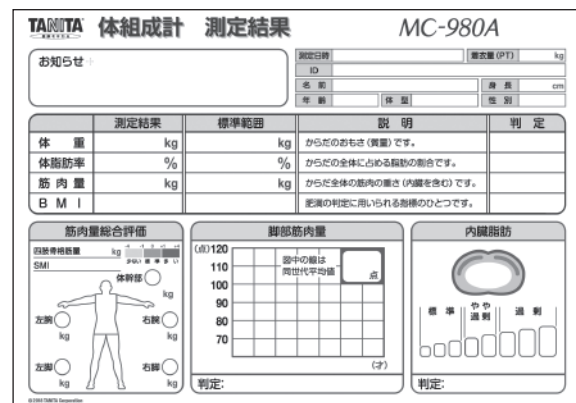 TANITA 体組成計 測定結果 MC-980A
お知らせ
測定日時 着衣量(PT) kg
ID
名前 身長 cm
年齢 体型 性別
測定結果 標準範囲 説明 判定
体重 kg kg からだのおもさ(質量)です。
体脂肪率 % % からだの全体に占める脂肪の割合です。
筋肉量 kg kg からだ全体の筋肉の重さ(内臓を含む)です。
BMI 肥満の判定に用いられる指標のひとつです。
筋肉量総合評価
四肢骨格筋量 kg
SMI
少ない 標準 多い
体幹部
kg
左腕 右腕
kg kg
左脚 右脚
kg kg
脚部筋肉量
(点)120
110
100
90
80
70
図中の線は
同世代平均値
点
(才)
判定:
内臓脂肪
標準 やや過剰 過剰
判定: